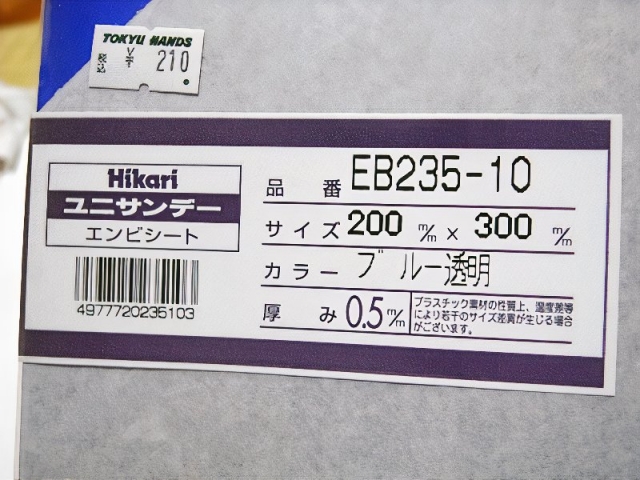 TOKYU HANDS
税込 ¥ 210
Hikari
ユニサンデー
エンビシート
4977720235103
品番 EB235-10
サイズ 200 m/m × 300 m/m
カラー ブルー透明
厚み 0.5 m/m
プラスチック素材の性質上、温度差等
により若干のサイズ差異が生じる場合
がございます。